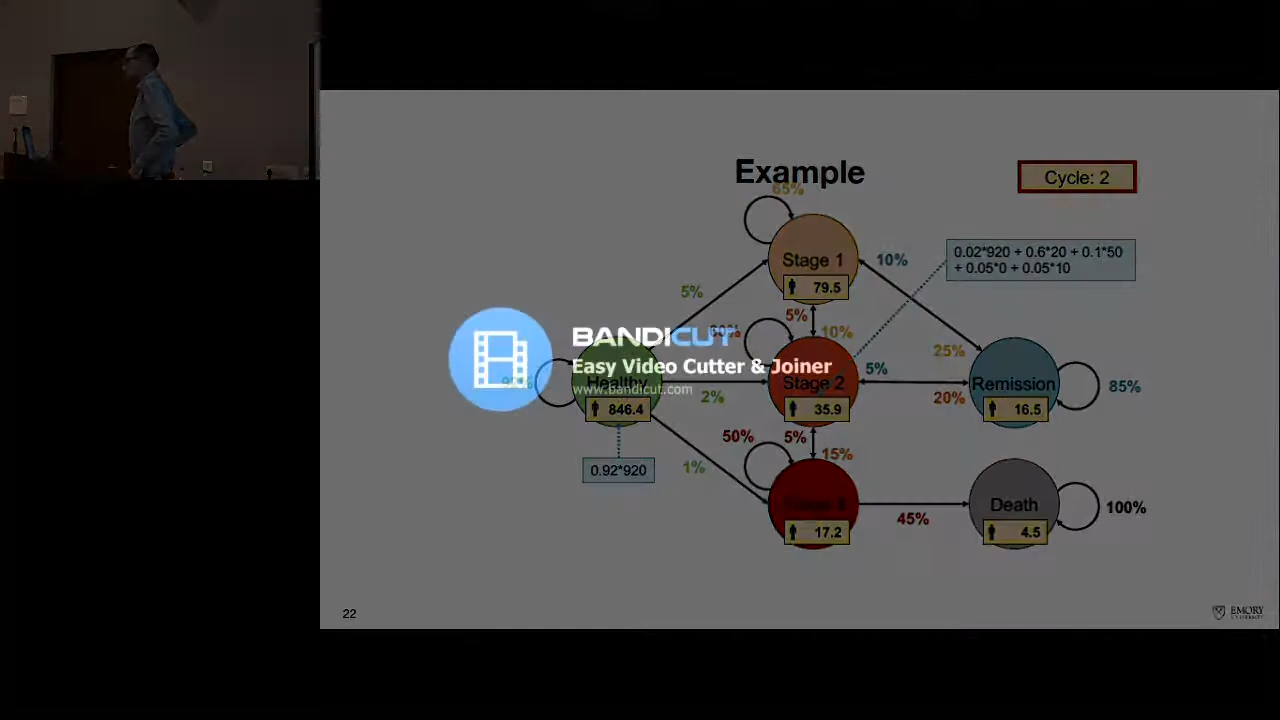 Example
Cycle: 2
65%
Stage 1
79.5
10%
0.02*920 + 0.6*20 + 0.1*50
+ 0.05*0 + 0.05*10
5%
5%
10%
BANDICUT
Easy Video Cutter & Joiner
www.bandicut.com
Healthy
846.4
2%
Stage 2
35.9
5%
25%
20%
Remission
16.5
85%
0.92*920
1%
50%
5%
15%
17.2
45%
Death
4.5
100%
22
EMORY
UNIVERSITY